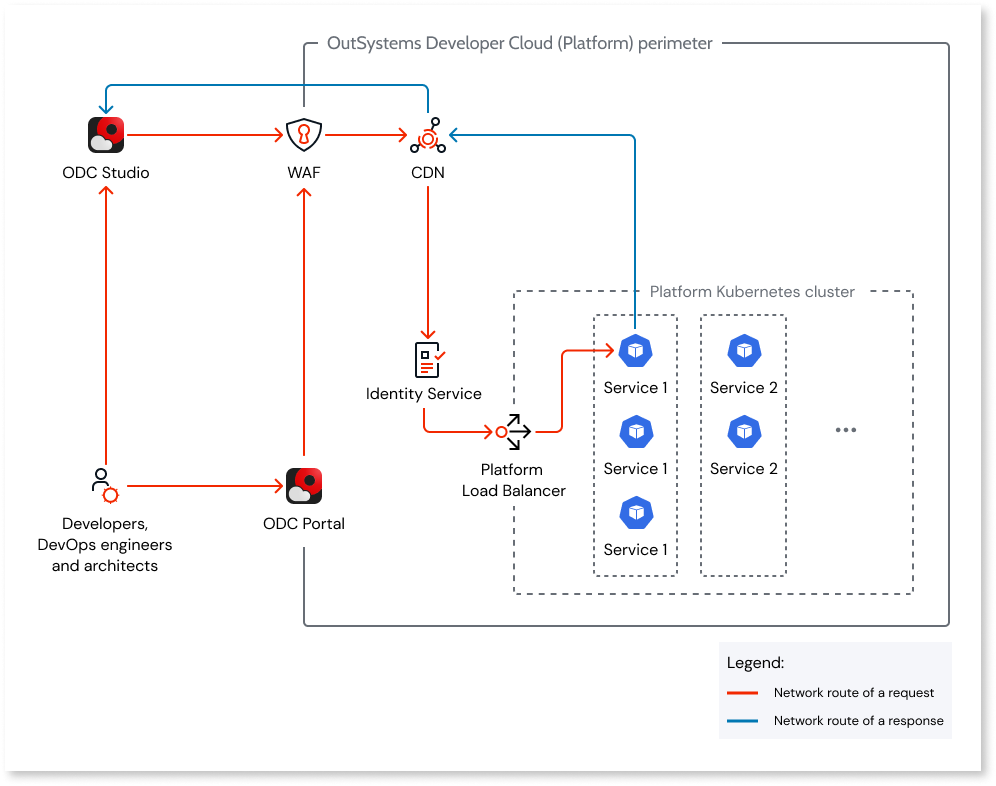 OutSystems Developer Cloud (Platform) perimeter
ODC Studio
WAF
CDN
Platform Kubernetes cluster
Service 1
Service 2
Identity Service
Service 1
Service 2
Platform
Load Balancer
Service 1
ODC Portal
Developers,
DevOps engineers
and architects
Legend:
Network route of a request
Network route of a response